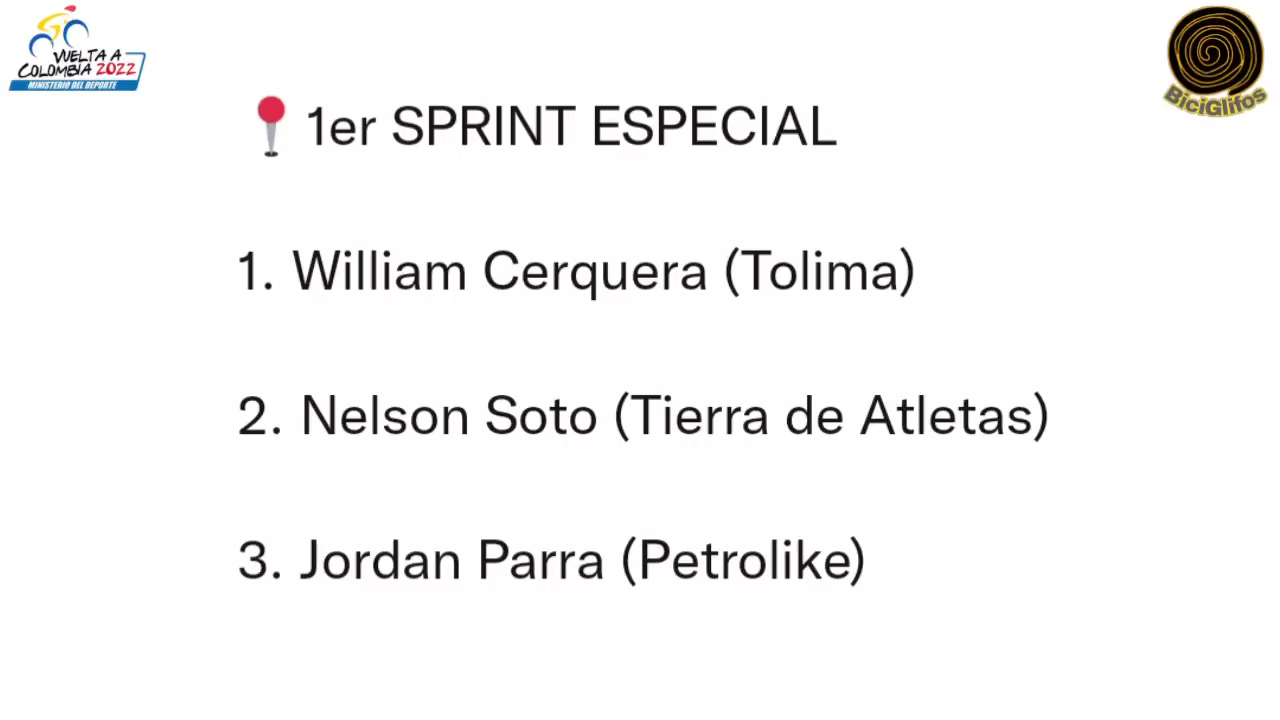 VUELTA A
COLOMBIA 2022
MINISTERIO DEL DEPORTE
BiciGlifos
1er SPRINT ESPECIAL
1. William Cerquera (Tolima)
2. Nelson Soto (Tierra de Atletas)
3. Jordan Parra (Petrolike)